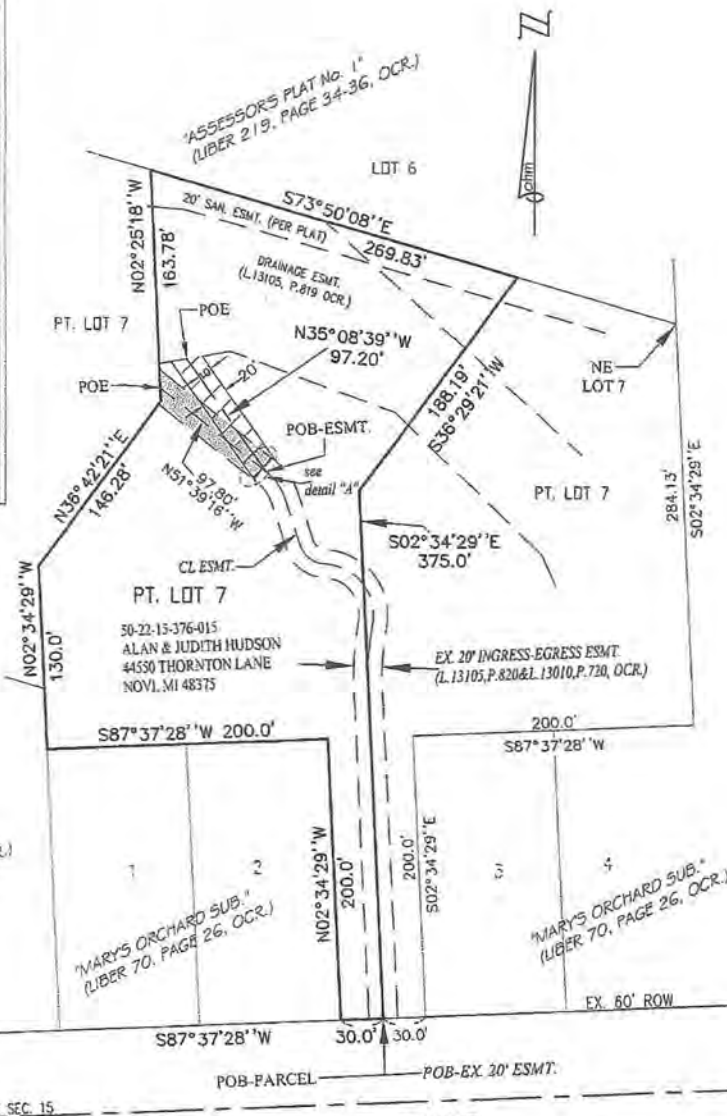 "ASSESSORS PLAT No. 1"
(LIBER 219, PAGE 34-36, OCR.)
LOT 6
S73°50'08"E
269.83'
20' SAN. ESMT. (PER PLAT)
N02°25'18"W
163.78'
DRAINAGE ESMT.
(L.13105, P.819 OCR.)
PT. LOT 7
POE
N35°08'39"W
97.20'
20'
POE
NE
LOT 7
188.19'
S36°29'21"W
POB-ESMT.
see
detail "A"
97.80'
N51°39'16"W
N36°42'21"E
146.28'
PT. LOT 7
284.13'
S02°34'29"E
S02°34'29"E
375.0'
CL ESMT.
N02°34'29"W
130.0'
PT. LOT 7
50-22-15-376-015
ALAN & JUDITH HUDSON
44550 THORNTON LANE
NOVI, MI 48375
EX. 20' INGRESS-EGRESS ESMT.
(L.13105,P.820&L.13010,P.720, OCR.)
S87°37'28"W 200.0'
200.0'
S87°37'28"W
N02°34'29"W
200.0'
200.0'
S02°34'29"E
1
2
3
4
"MARY'S ORCHARD SUB."
(LIBER 70, PAGE 26, OCR.)
"MARY'S ORCHARD SUB."
(LIBER 70, PAGE 26, OCR.)
EX. 60' ROW
S87°37'28"W
30.0'
30.0'
POB-PARCEL
POB-EX. 20' ESMT.
SEC. 15